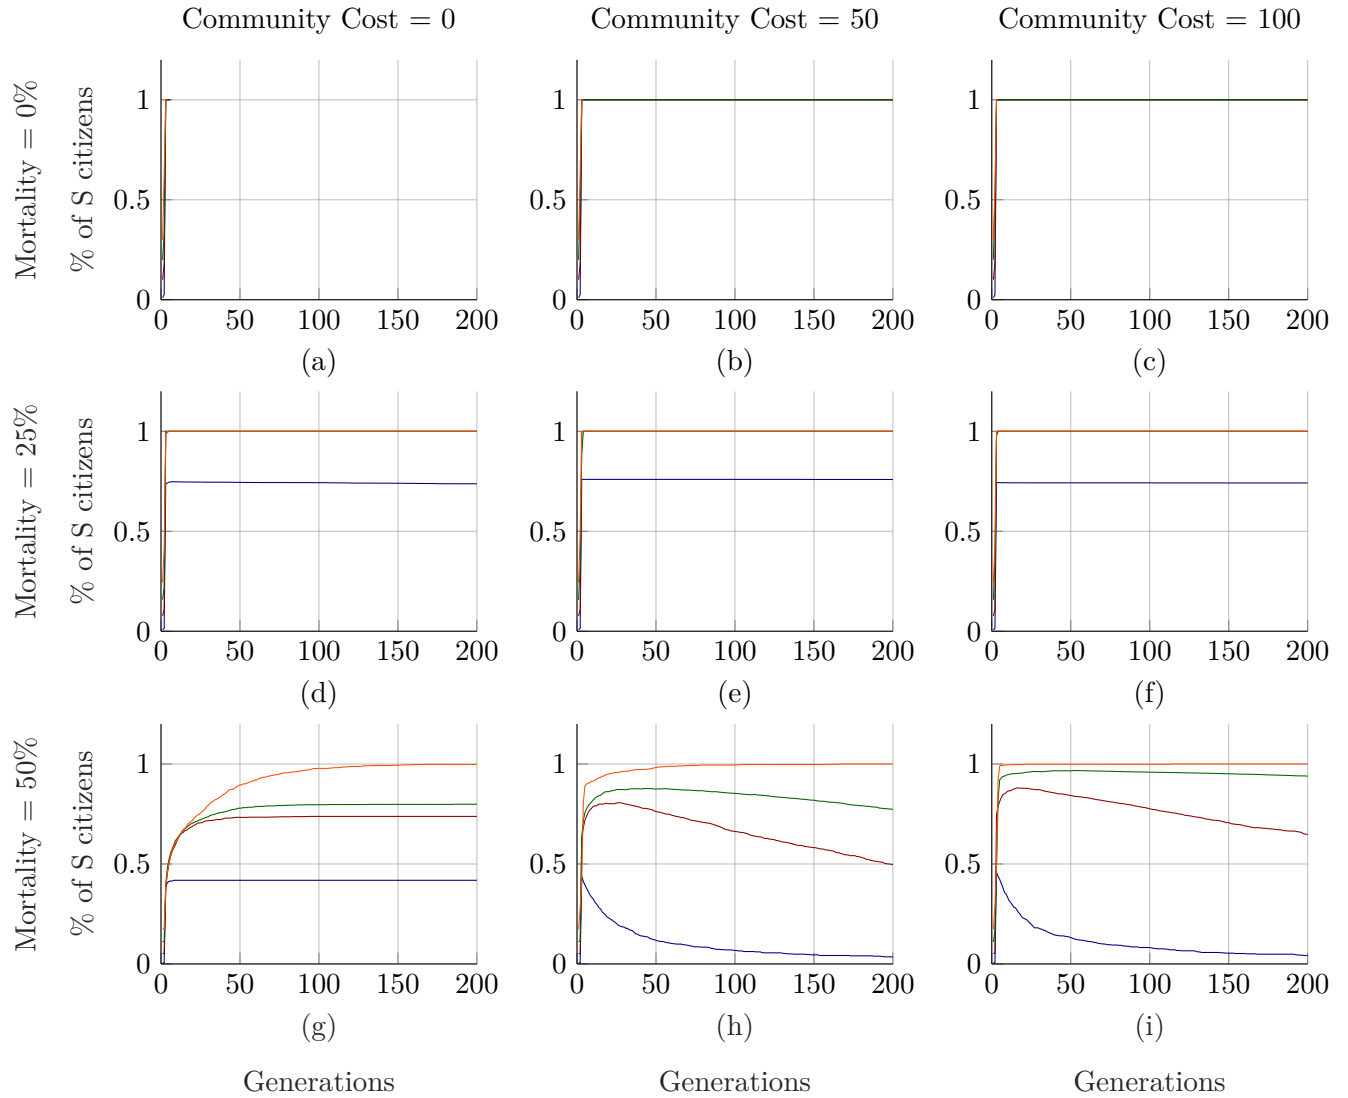 Community Cost = 0
Community Cost = 50
Community Cost = 100
Mortality = 0%
% of S citizens
1
0.5
0
0 50 100 150 200
(a)
1
0.5
0
0 50 100 150 200
(b)
1
0.5
0
0 50 100 150 200
(c)
Mortality = 25%
% of S citizens
1
0.5
0
0 50 100 150 200
(d)
1
0.5
0
0 50 100 150 200
(e)
1
0.5
0
0 50 100 150 200
(f)
Mortality = 50%
% of S citizens
1
0.5
0
0 50 100 150 200
(g)
Generations
1
0.5
0
0 50 100 150 200
(h)
Generations
1
0.5
0
0 50 100 150 200
(i)
Generations